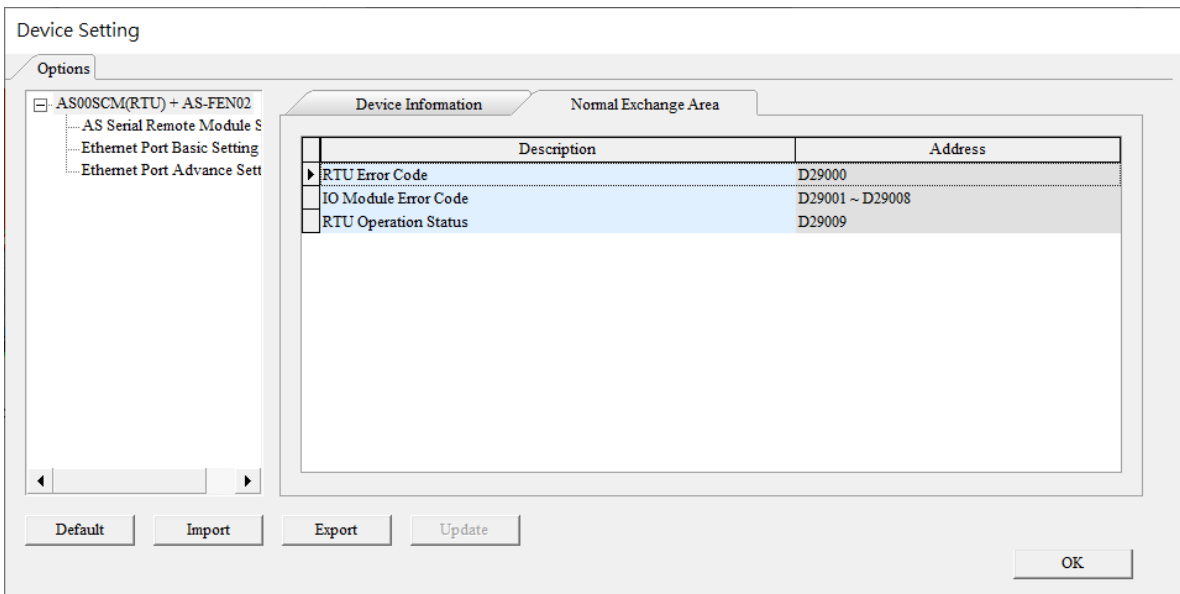 Device Setting
Options
AS00SCM(RTU) + AS-FEN02
AS Serial Remote Module S
Ethernet Port Basic Setting
Ethernet Port Advance Sett
Device Information
Normal Exchange Area
Description Address
RTU Error Code D29000
IO Module Error Code D29001 ~ D29008
RTU Operation Status D29009
Default Import Export Update
OK